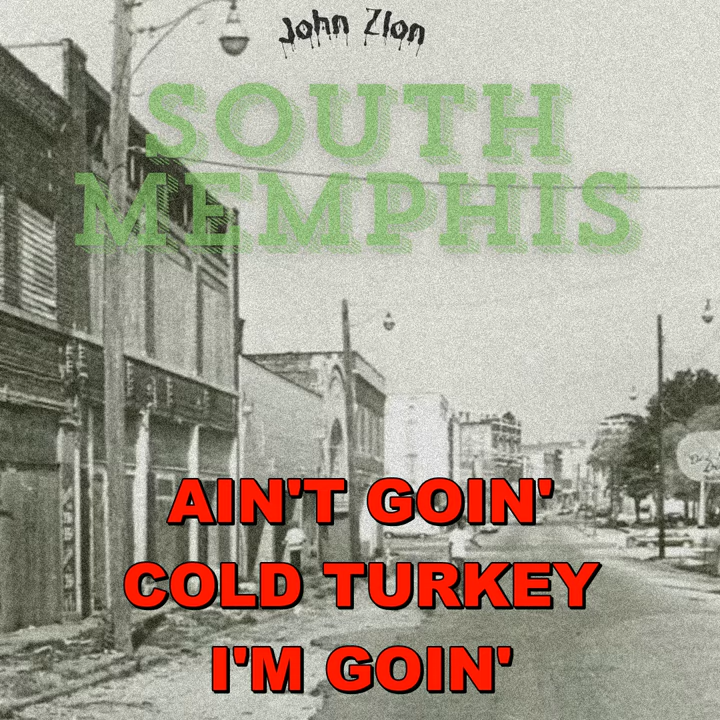 John Zion
SOUTH
MEMPHIS
AIN'T GOIN'
COLD TURKEY
I'M GOIN'